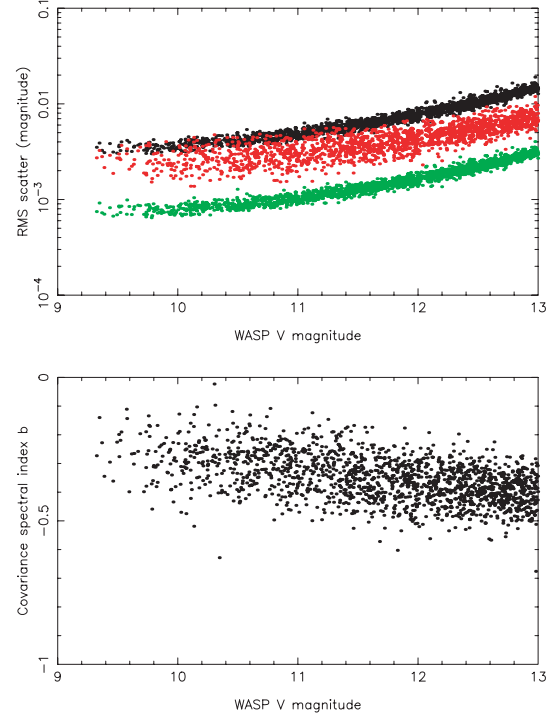 0.1
0.01
10⁻³
10⁻⁴
RMS scatter (magnitude)
9 10 11 12 13
WASP V magnitude
0
−0.5
−1
Covariance spectral index b
9 10 11 12 13
WASP V magnitude